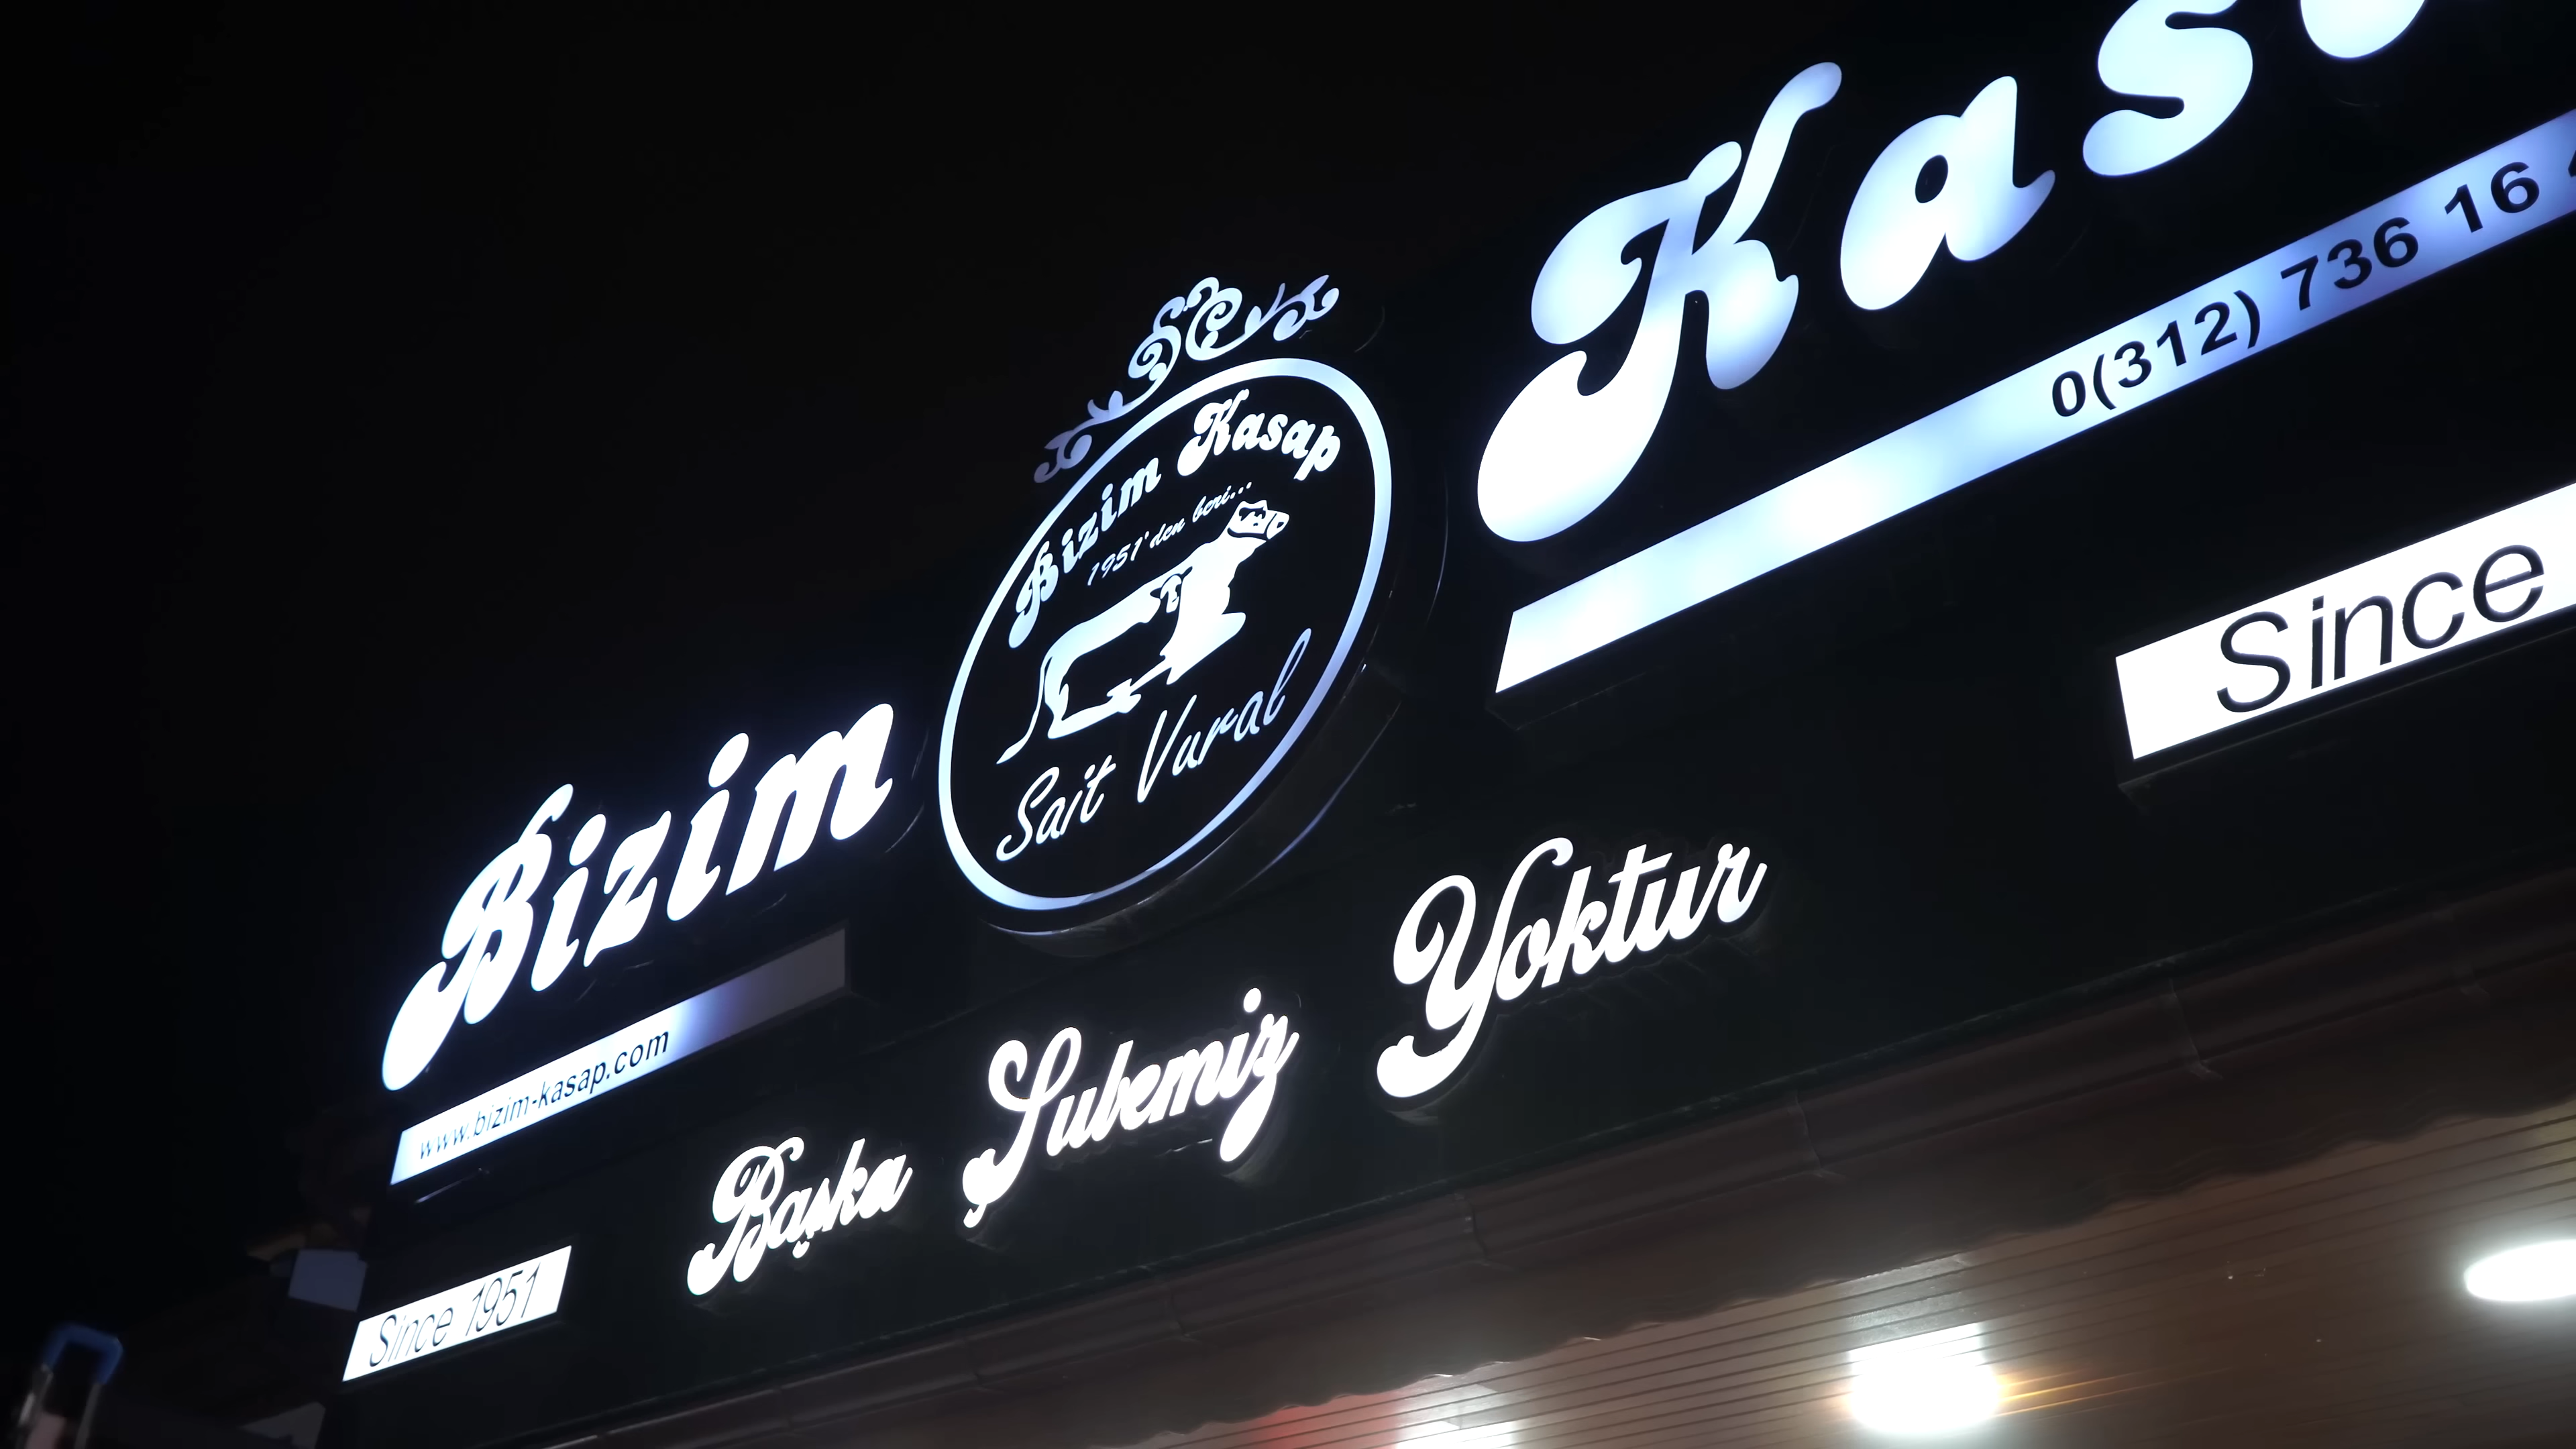 Bizim
Bizim Kasap
1951'den beri...
Sait Vural
www.bizim-kasap.com
0(312) 736 16
Başka Şubemiz Yoktur
Since 1951
Since